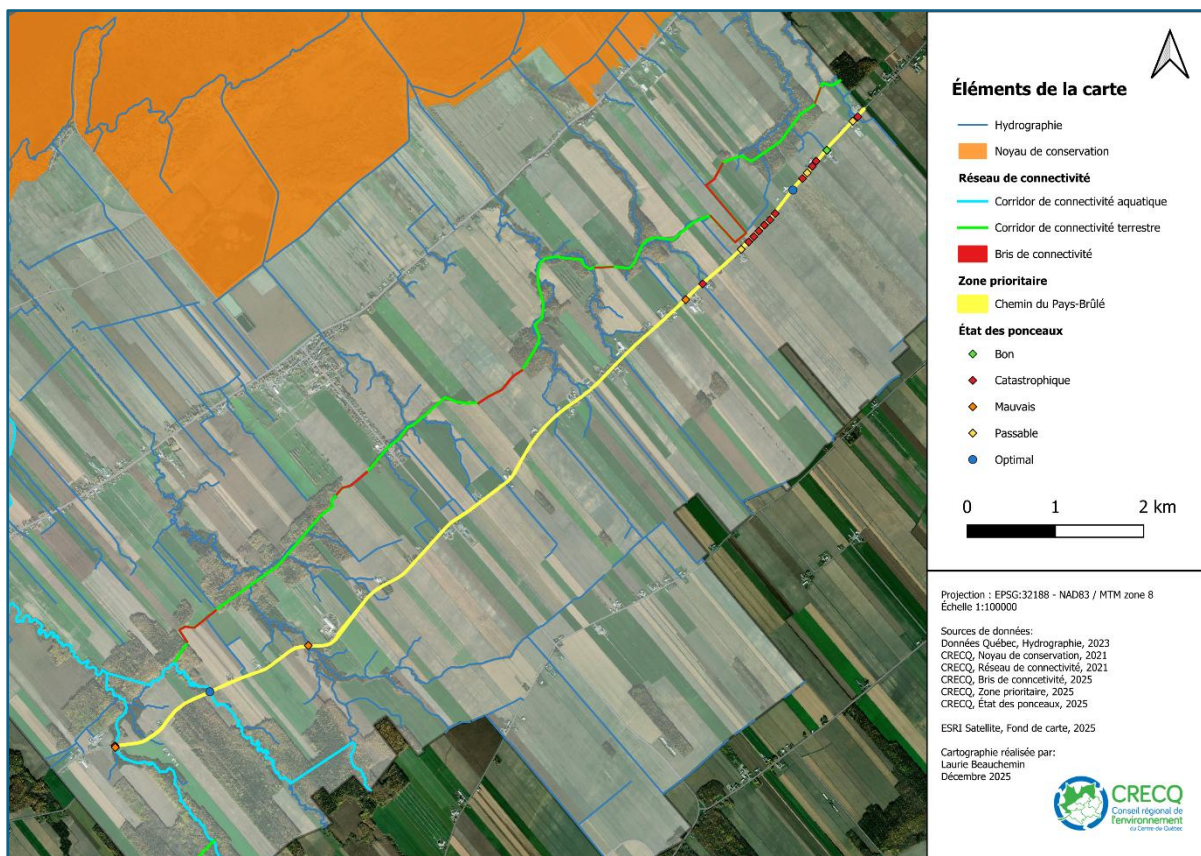 Éléments de la carte
Hydrographie
Noyau de conservation
Réseau de connectivité
Corridor de connectivité aquatique
Corridor de connectivité terrestre
Bris de connectivité
Zone prioritaire
Chemin du Pays-Brûlé
État des ponceaux
Bon
Catastrophique
Mauvais
Passable
Optimal
0 1 2 km
Projection : EPSG:32188 - NAD83 / MTM zone 8
Échelle 1:100000
Sources de données:
Données Québec, Hydrographie, 2023
CRECQ, Noyau de conservation, 2021
CRECQ, Réseau de connectivité, 2021
CRECQ, Bris de conncetivité, 2025
CRECQ, Zone prioritaire, 2025
CRECQ, État des ponceaux, 2025
ESRI Satellite, Fond de carte, 2025
Cartographie réalisée par:
Laurie Beauchemin
Décembre 2025
CRECQ
Conseil régional de
l'environnement
du Centre-du-Québec